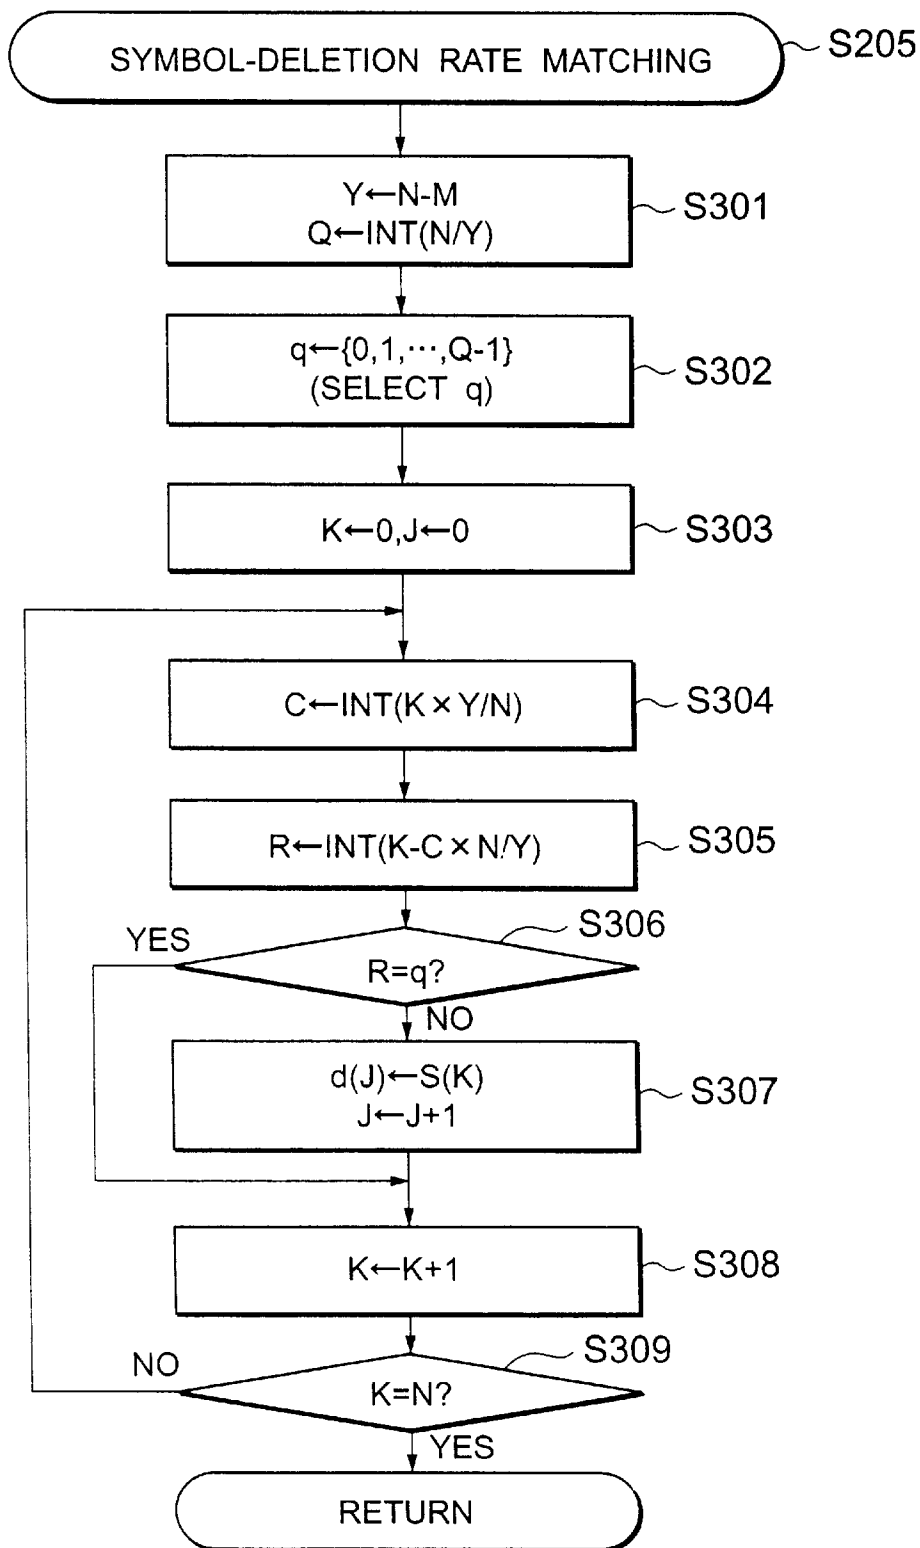 SYMBOL-DELETION RATE MATCHING
S205
Y←N-M
Q←INT(N/Y)
S301
q←{0,1,⋯,Q-1}
(SELECT q)
S302
K←0,J←0
S303
C←INT(K×Y/N)
S304
R←INT(K-C×N/Y)
S305
S306
YES
R=q?
NO
d(J)←S(K)
J←J+1
S307
K←K+1
S308
S309
NO
K=N?
YES
RETURN